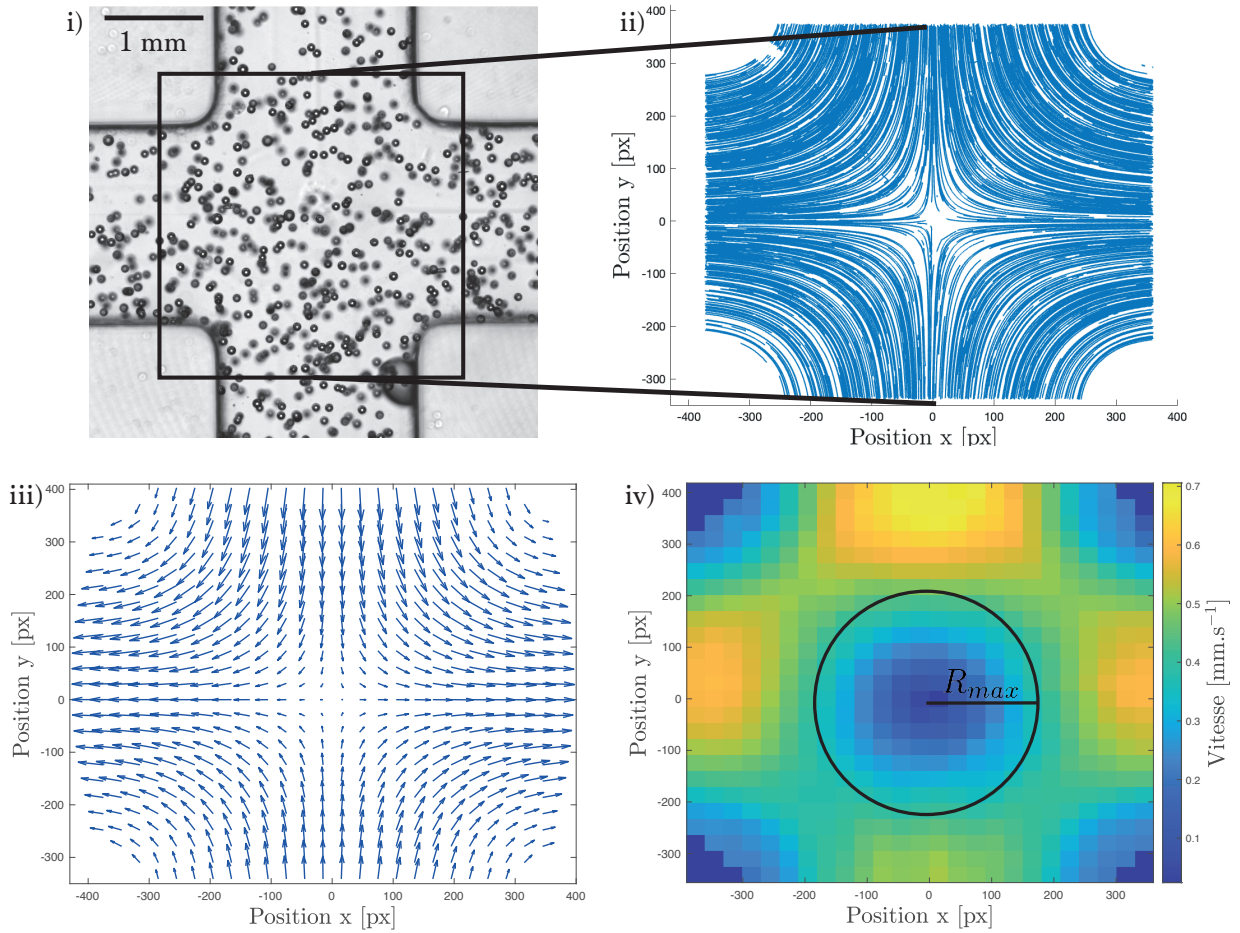 i)
1 mm
ii)
400
300
200
100
0
-100
-200
-300
Position y [px]
-400 -300 -200 -100 0 100 200 300 400
Position x [px]
iii)
400
300
200
100
0
-100
-200
-300
Position y [px]
-400 -300 -200 -100 0 100 200 300 400
Position x [px]
iv)
400
300
200
100
0
-100
-200
-300
Position y [px]
R_max
-300 -200 -100 0 100 200 300
Position x [px]
0.7
0.6
0.5
0.4
0.3
0.2
0.1
Vitesse [mm.s⁻¹]